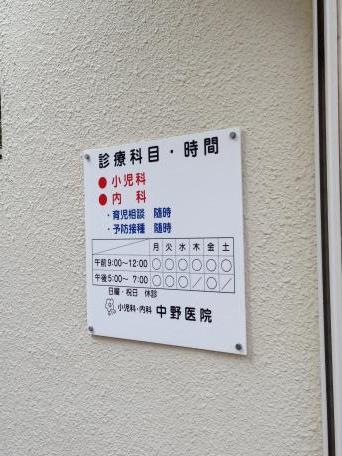 診療科目・時間
● 小児科
● 内科
・育児相談 随時
・予防接種 随時
月 火 水 木 金 土
午前 9:00〜12:00 ○ ○ ○ ○ ○ ○
午後 5:00〜 7:00 ○ ○ ○ / ○ /
日曜・祝日 休診
小児科・内科 中野医院